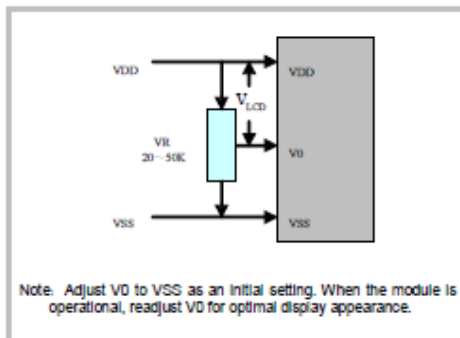 VDD
VDD
VLCD
VR
20~50K
V0
VSS
VSS
Note: Adjust V0 to VSS as an initial setting. When the module is
operational, readjust V0 for optimal display appearance.